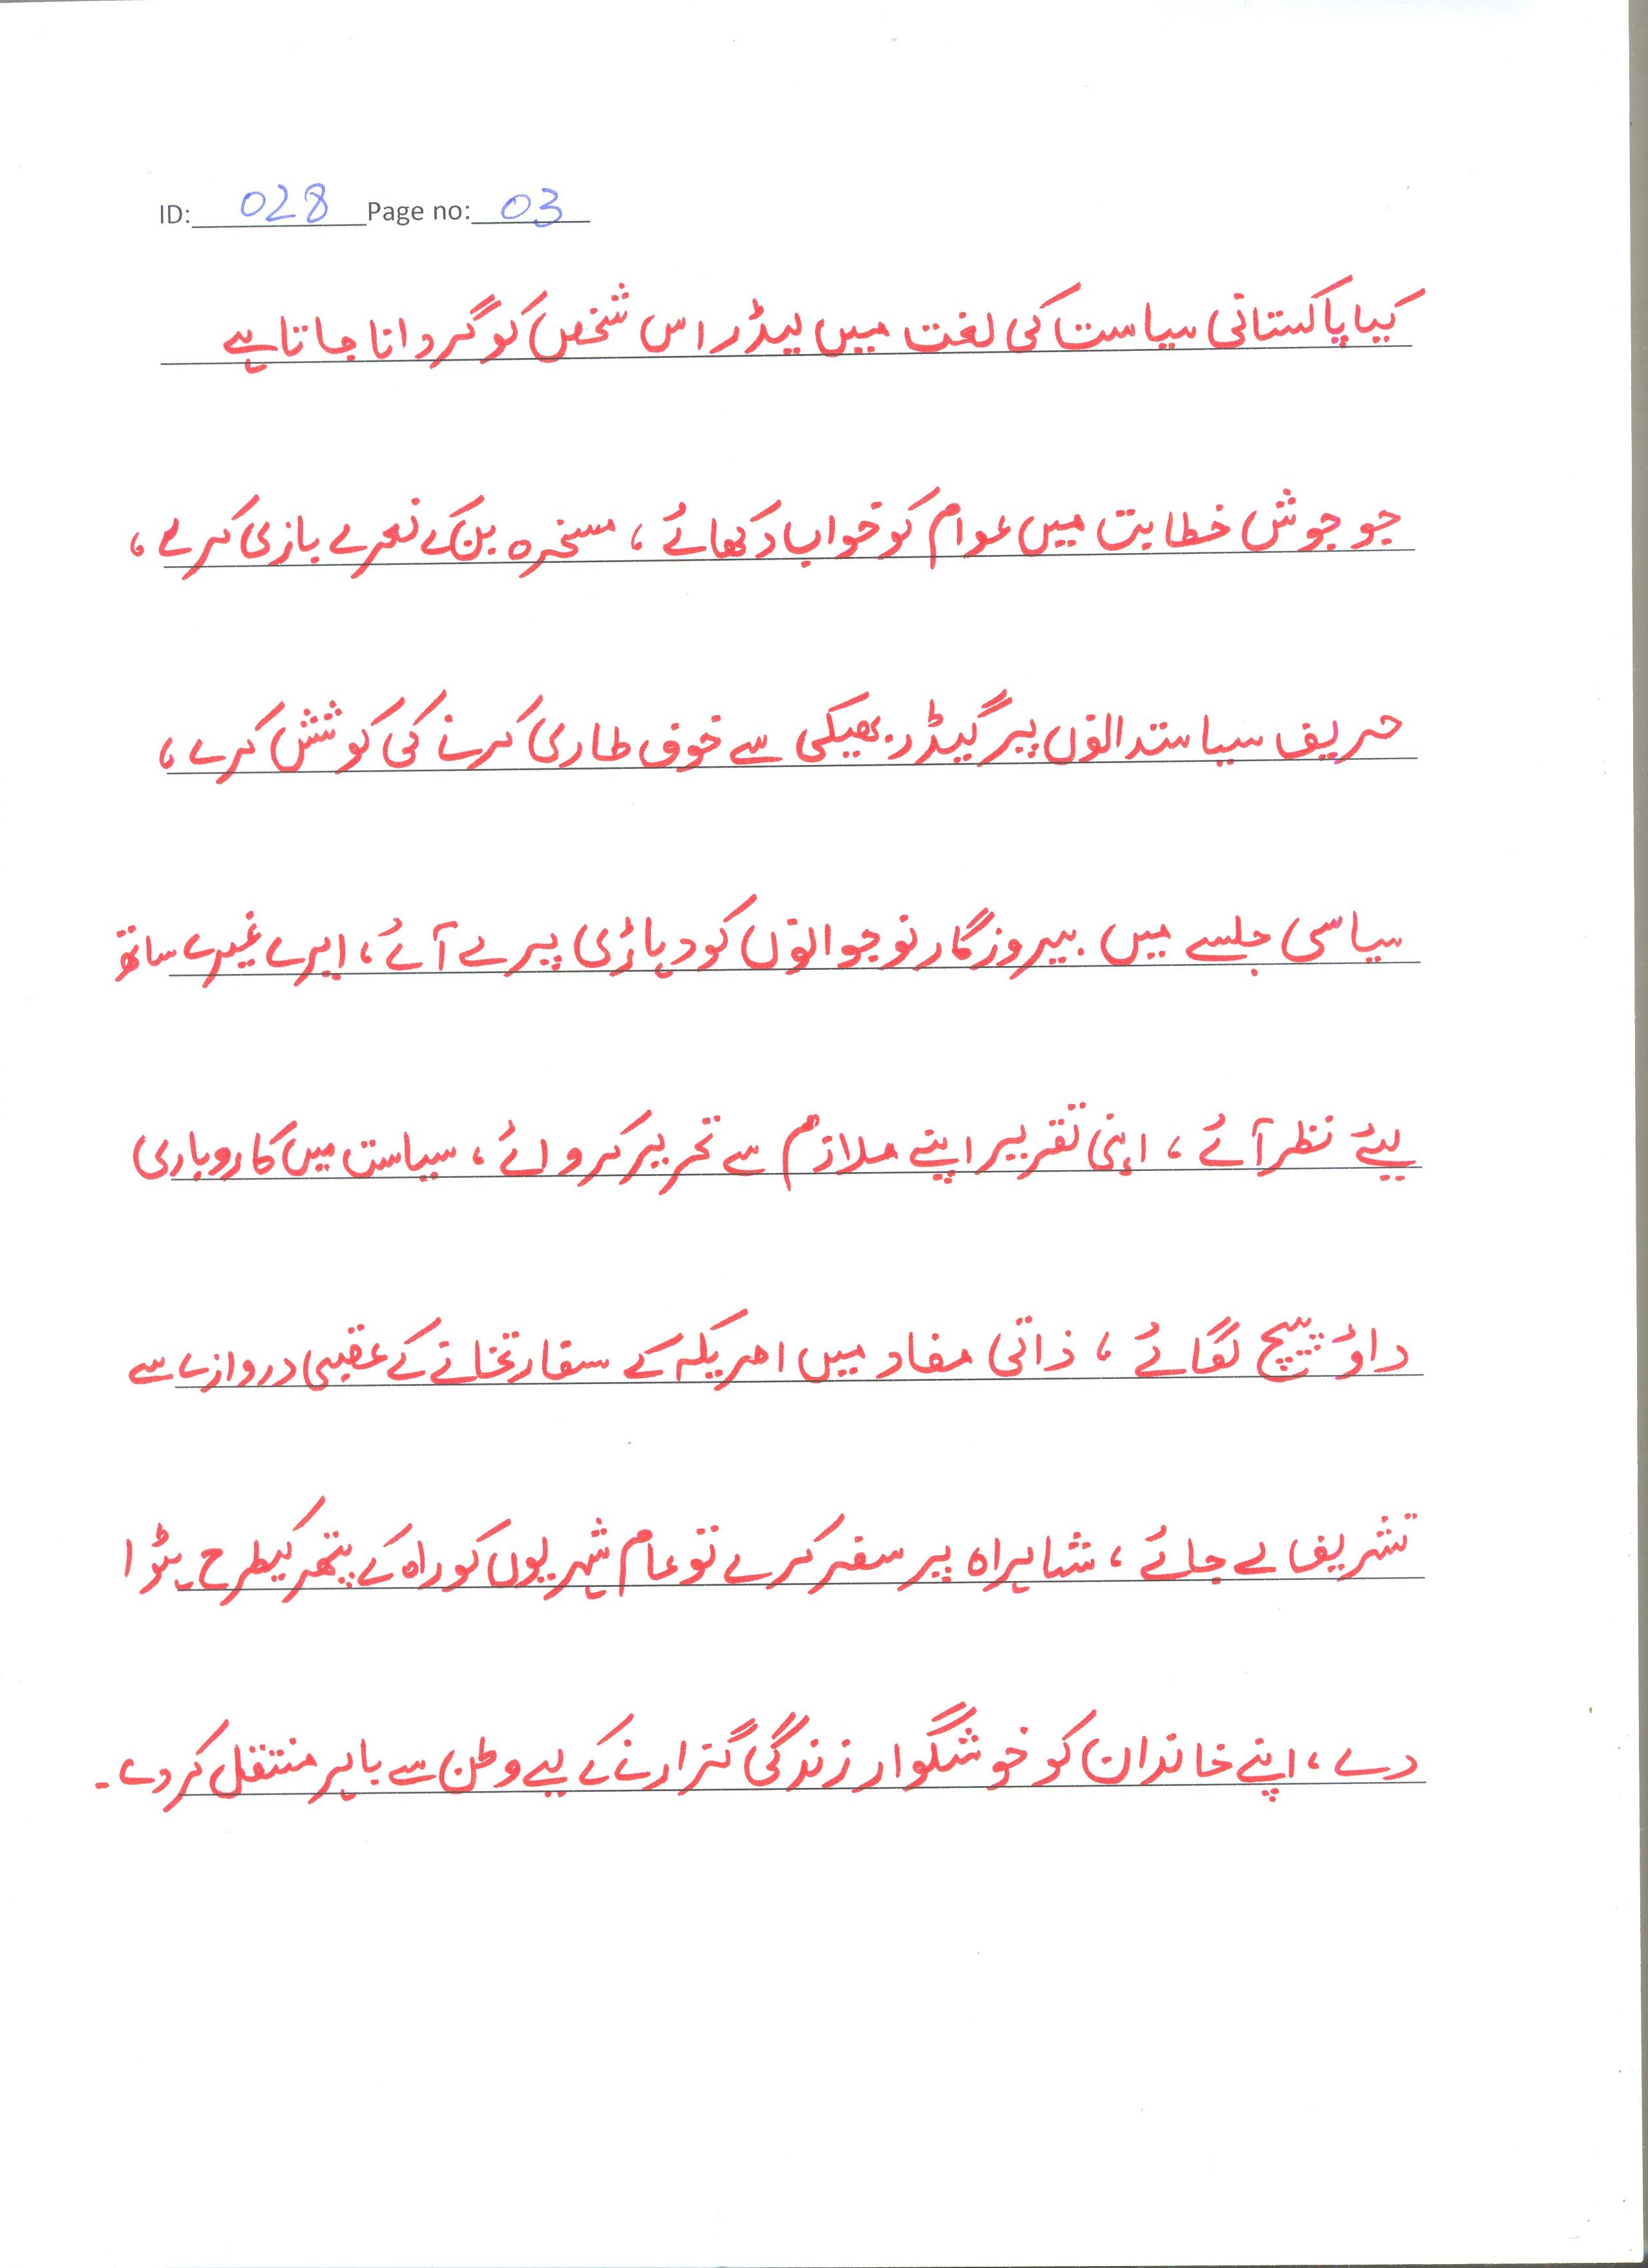 ID: 028 Page no: 03
کیا پاکستانی سیاست کی لغت میں لیڈر اس شخص کو گردانا جاتا ہے
جو جوش خطابت میں عوام کو خواب دکھائے ، مسخرہ بن کے نعرے بازی کرے ،
حریف سیاستدانوں پر گیڈر بھبکی سے خوف طاری کرنے کی کوشش کرے ،
سیاسی جلسے میں بیروزگار نوجوانوں کو دہاڑی پر لے آئے ، ایرے غیرے ساتھ
لیئے نظر آئے ، اپنی تقریر اپنے ملازم سے تحریر کروائے ، سیاست میں کاروباری
داؤ پیچ لگائے ، ذاتی مفاد میں امریکہ کے سفارتخانے کے عقبی دروازے سے
تشریف لے جائے ، شاہراہ پر سفر کرے تو عام شہریوں کو راہ کے پتھر کیطرح ہٹوا
دے ، اپنے خاندان کو خوشگوار زندگی گزارنے کے لیے وطن سے باہر منتقل کردے ۔